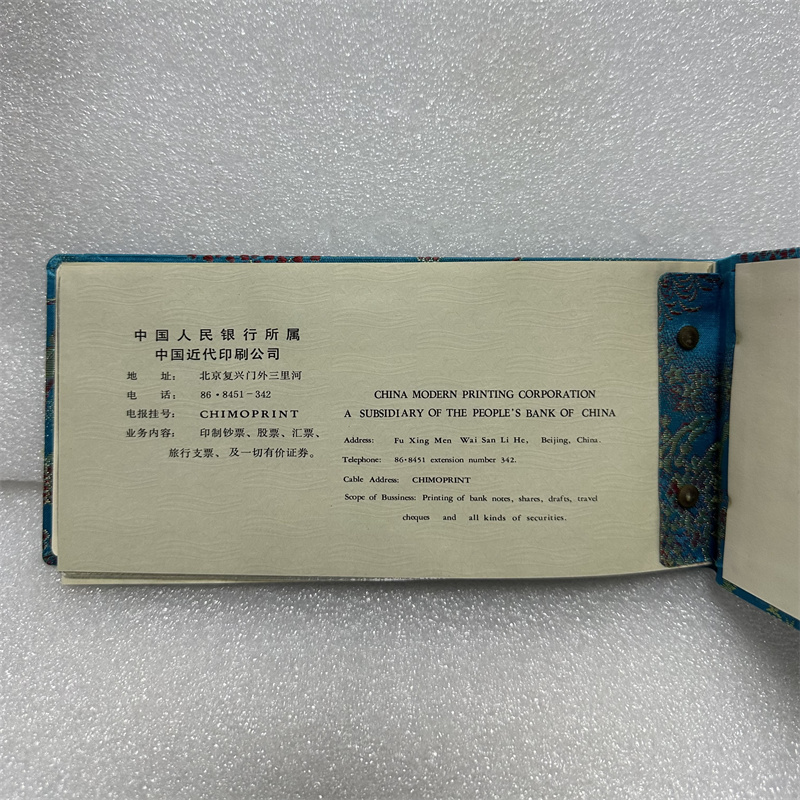 中国人民银行所属
中国近代印刷公司
地 址： 北京复兴门外三里河
电 话： 86·8451-342
电报挂号： CHIMOPRINT
业务内容： 印制钞票、股票、汇票、
旅行支票、及一切有价证券。
CHINA MODERN PRINTING CORPORATION
A SUBSIDIARY OF THE PEOPLE'S BANK OF CHINA
Address: Fu Xing Men Wai San Li He, Beijing, China.
Telephone: 86·8451 extension number 342.
Cable Address: CHIMOPRINT
Scope of Bussiness: Printing of bank notes, shares, drafts, travel
cheques and all kinds of securities.